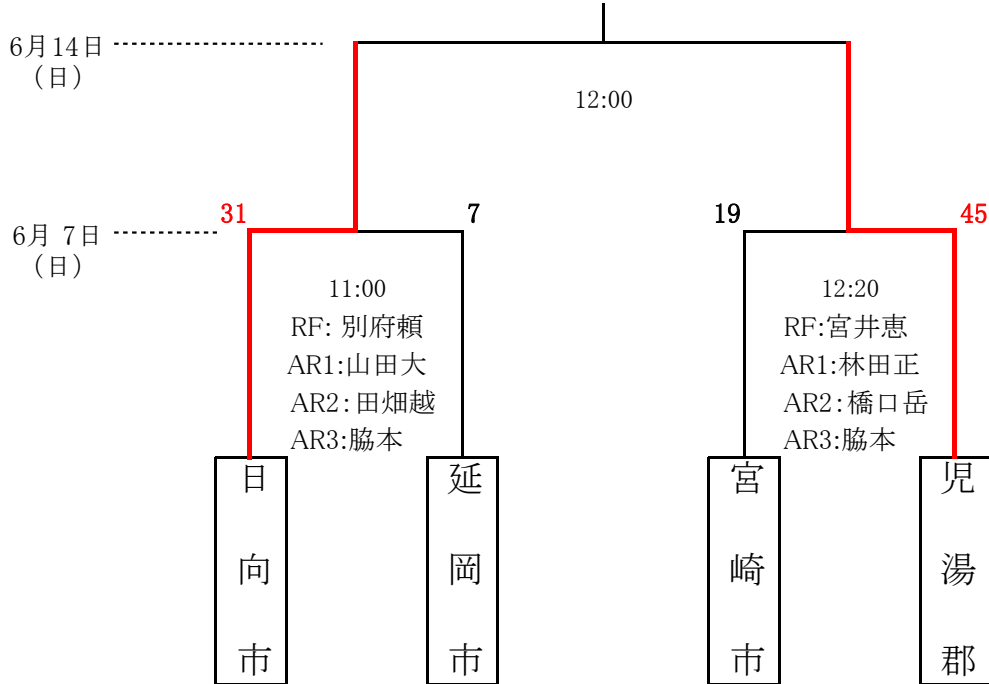 6月14日
（日）
12:00
31
7
19
45
6月 7日
（日）
11:00
RF: 別府頼
AR1:山田大
AR2:田畑越
AR3:脇本
12:20
RF:宮井恵
AR1:林田正
AR2:橋口岳
AR3:脇本
日向市
延岡市
宮崎市
児湯郡